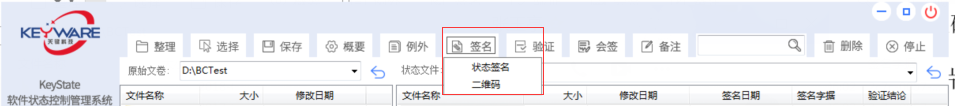 KEYWARE
天锐科技
整理 选择 保存 概要 例外 签名 验证 会签 备注 删除 停止
原始文卷: D:\BCTest 状态文件:
状态签名
二维码
KeyState
软件状态控制管理系统
文件名称 大小 修改日期 文件名称 大小 修改日期 签名日期 签名字据 验证结论